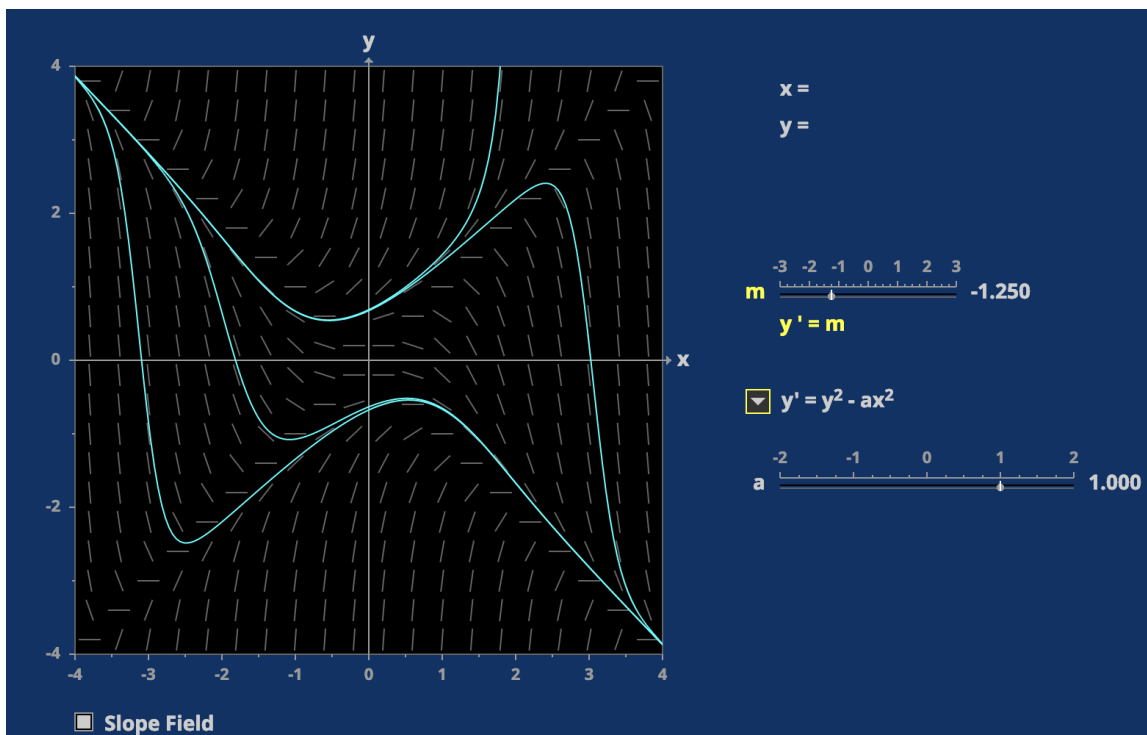 y
4
2
0
-2
-4
-4 -3 -2 -1 0 1 2 3 4
x
Slope Field
x =
y =
-3 -2 -1 0 1 2 3
m -1.250
y ' = m
y' = y² - ax²
-2 -1 0 1 2
a 1.000